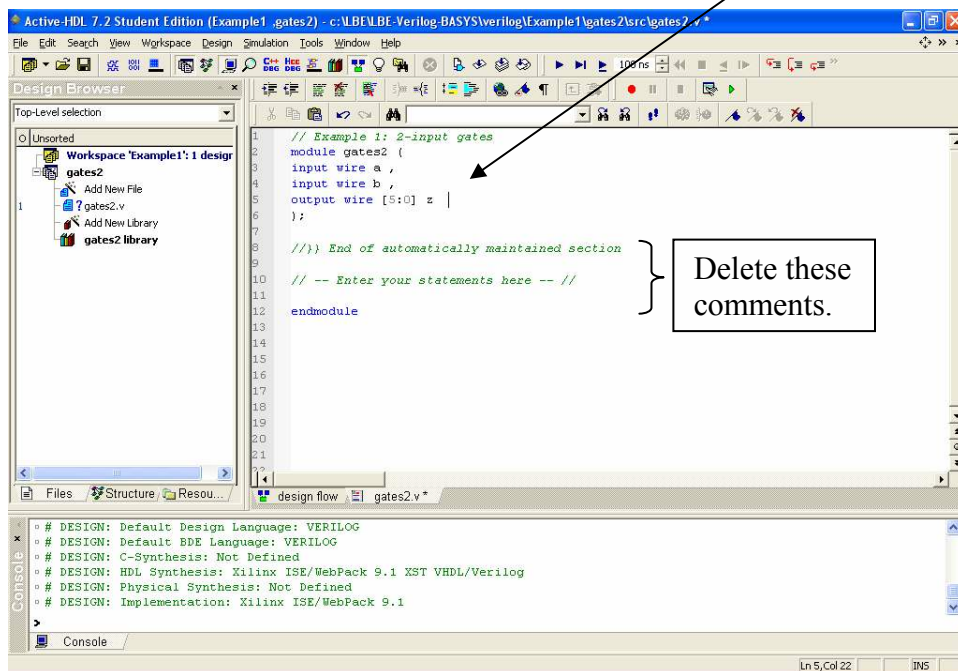 Active-HDL 7.2 Student Edition (Example1 ,gates2) - c:\LBE\LBE-Verilog-BASYS\verilog\Example1\gates2\src\gates2.v *
File Edit Search View Workspace Design Simulation Tools Window Help
100 ns
Design Browser
Top-Level selection
Unsorted
Workspace 'Example1': 1 desigr
gates2
Add New File
1 ? gates2.v
Add New Library
gates2 library
Files Structure Resou...
1 // Example 1: 2-input gates
2 module gates2 (
3 input wire a ,
4 input wire b ,
5 output wire [5:0] z
6 );
7
8 //}} End of automatically maintained section
9
10 // -- Enter your statements here -- //
11
12 endmodule
13
14
15
16
17
18
19
20
21
22
Delete these
comments.
design flow gates2.v *
# DESIGN: Default Design Language: VERILOG
# DESIGN: Default BDE Language: VERILOG
# DESIGN: C-Synthesis: Not Defined
# DESIGN: HDL Synthesis: Xilinx ISE/WebPack 9.1 XST VHDL/Verilog
# DESIGN: Physical Synthesis: Not Defined
# DESIGN: Implementation: Xilinx ISE/WebPack 9.1
>
Console
Console
Ln 5,Col 22 INS